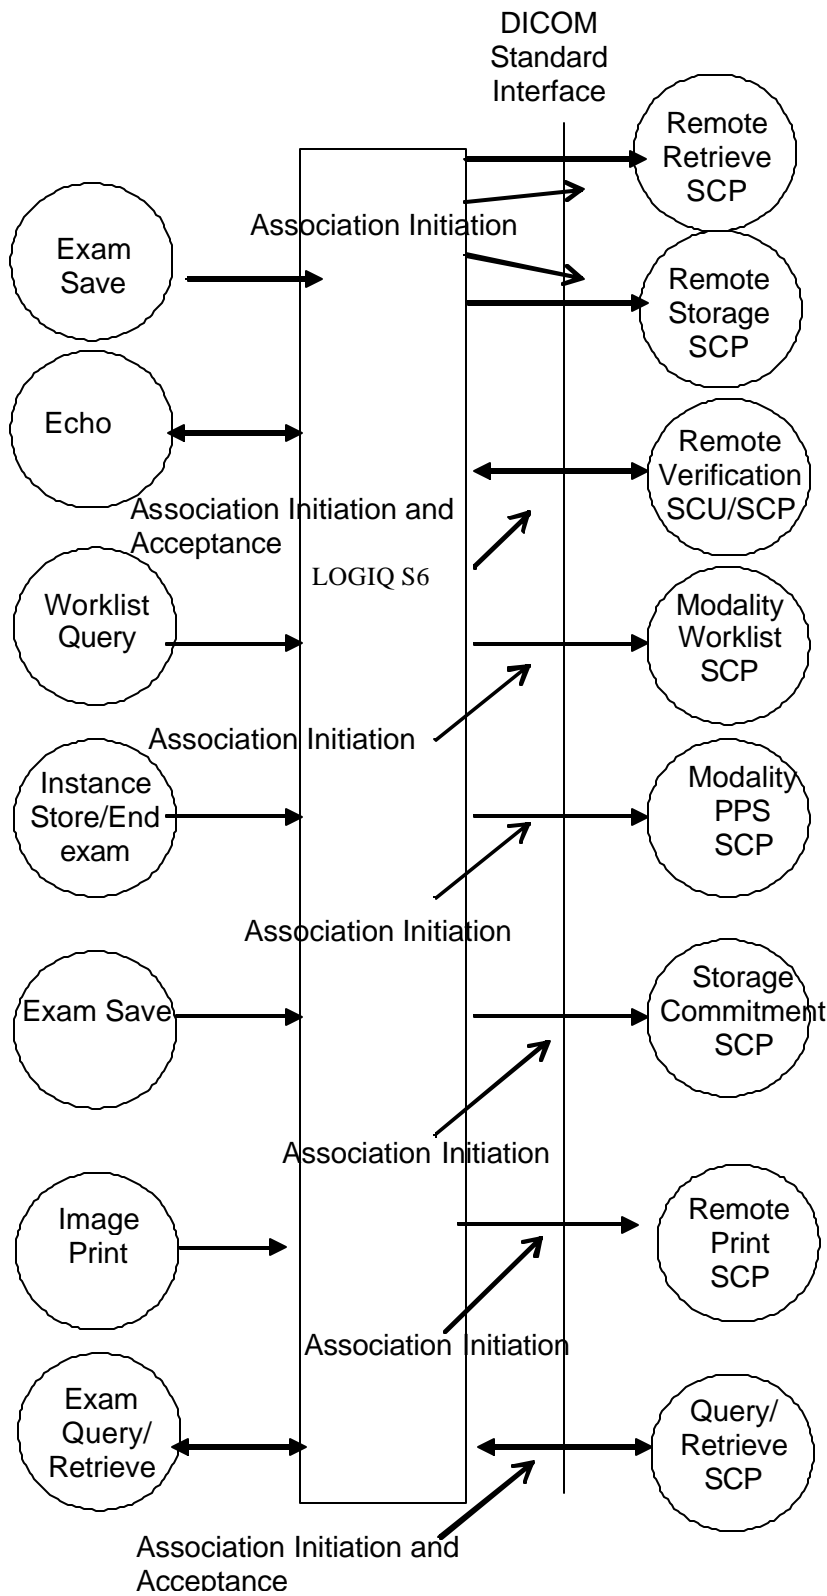 DICOM
Standard
Interface
Remote
Retrieve
SCP
Association Initiation
Exam
Save
Remote
Storage
SCP
Echo
Remote
Verification
SCU/SCP
Association Initiation and
Acceptance
LOGIQ S6
Worklist
Query
Modality
Worklist
SCP
Association Initiation
Instance
Store/End
exam
Modality
PPS
SCP
Association Initiation
Exam Save
Storage
Commitment
SCP
Association Initiation
Image
Print
Remote
Print
SCP
Association Initiation
Exam
Query/
Retrieve
Query/
Retrieve
SCP
Association Initiation and
Acceptance